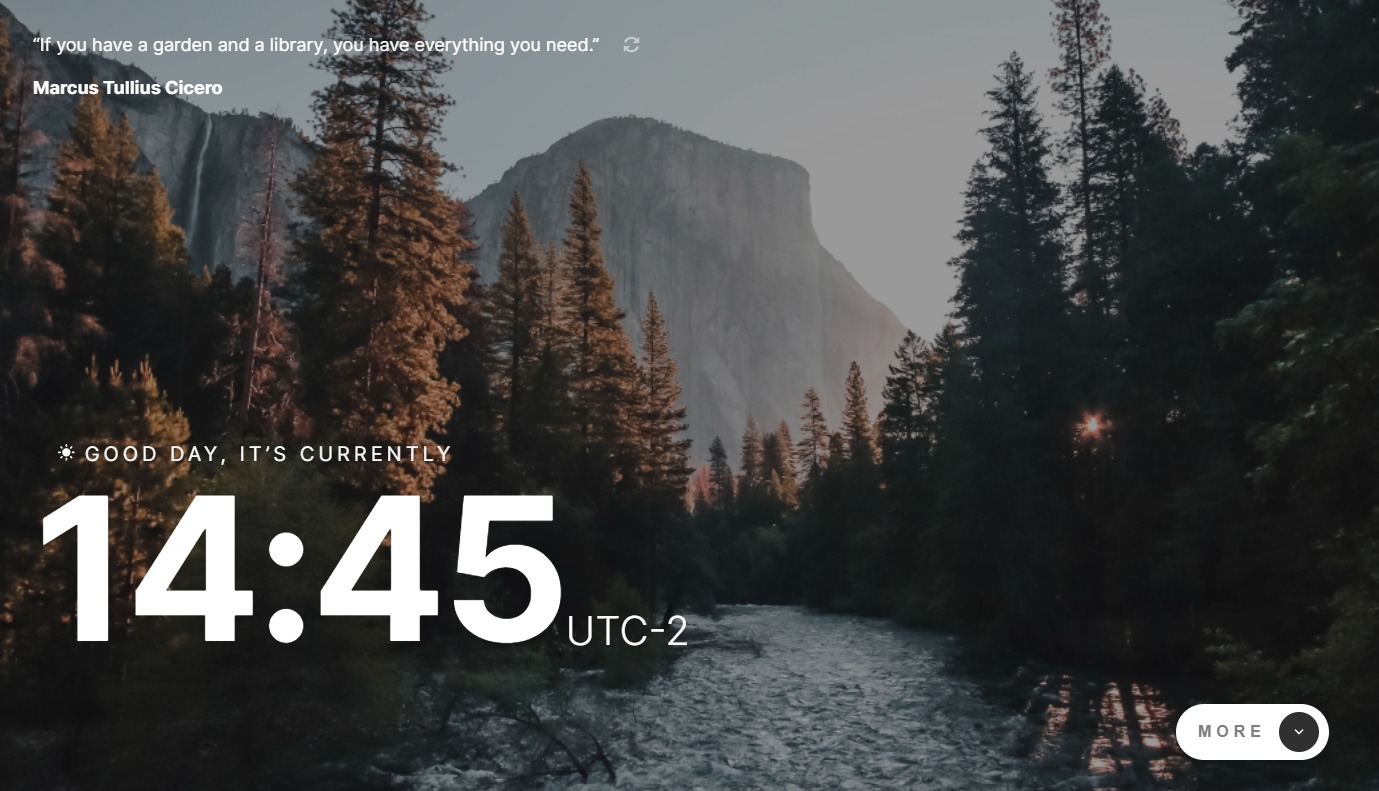 “If you have a garden and a library, you have everything you need.”
Marcus Tullius Cicero
GOOD DAY, IT’S CURRENTLY
14:45 UTC-2
MORE